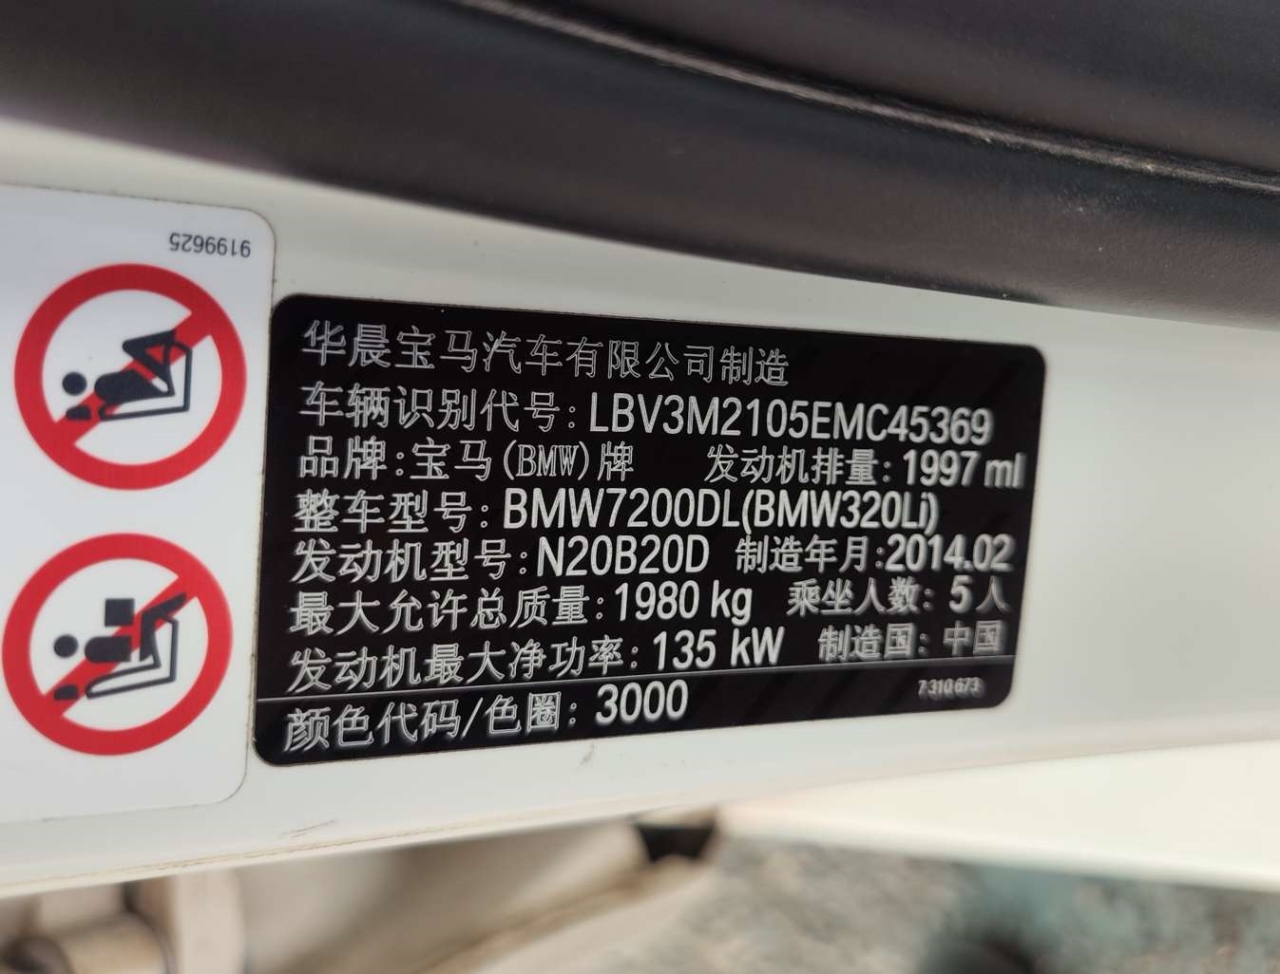 9199625
华晨宝马汽车有限公司制造
车辆识别代号: LBV3M2105EMC45369
品牌: 宝马(BMW)牌 发动机排量: 1997 ml
整车型号: BMW7200DL(BMW320Li)
发动机型号: N20B20D 制造年月: 2014.02
最大允许总质量: 1980 kg 乘坐人数: 5人
发动机最大净功率: 135 kW 制造国: 中国
颜色代码/色圈: 3000 7 310 673